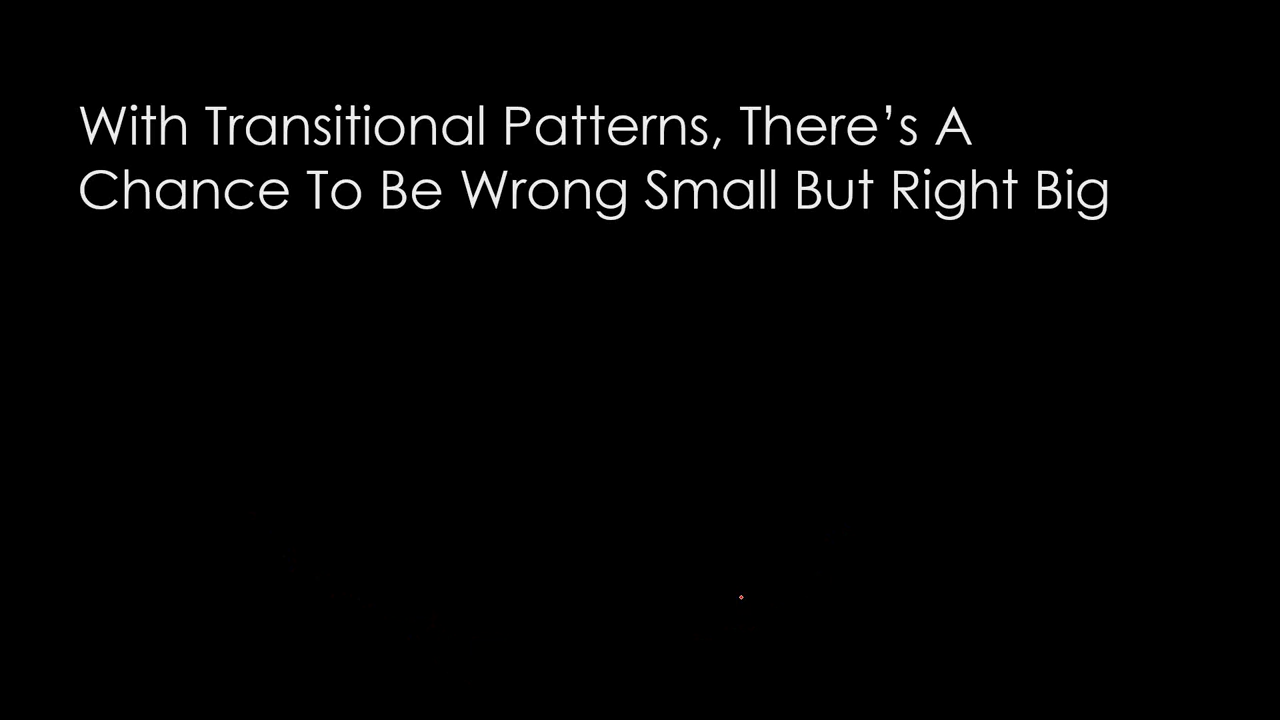 With Transitional Patterns, There’s A
Chance To Be Wrong Small But Right Big